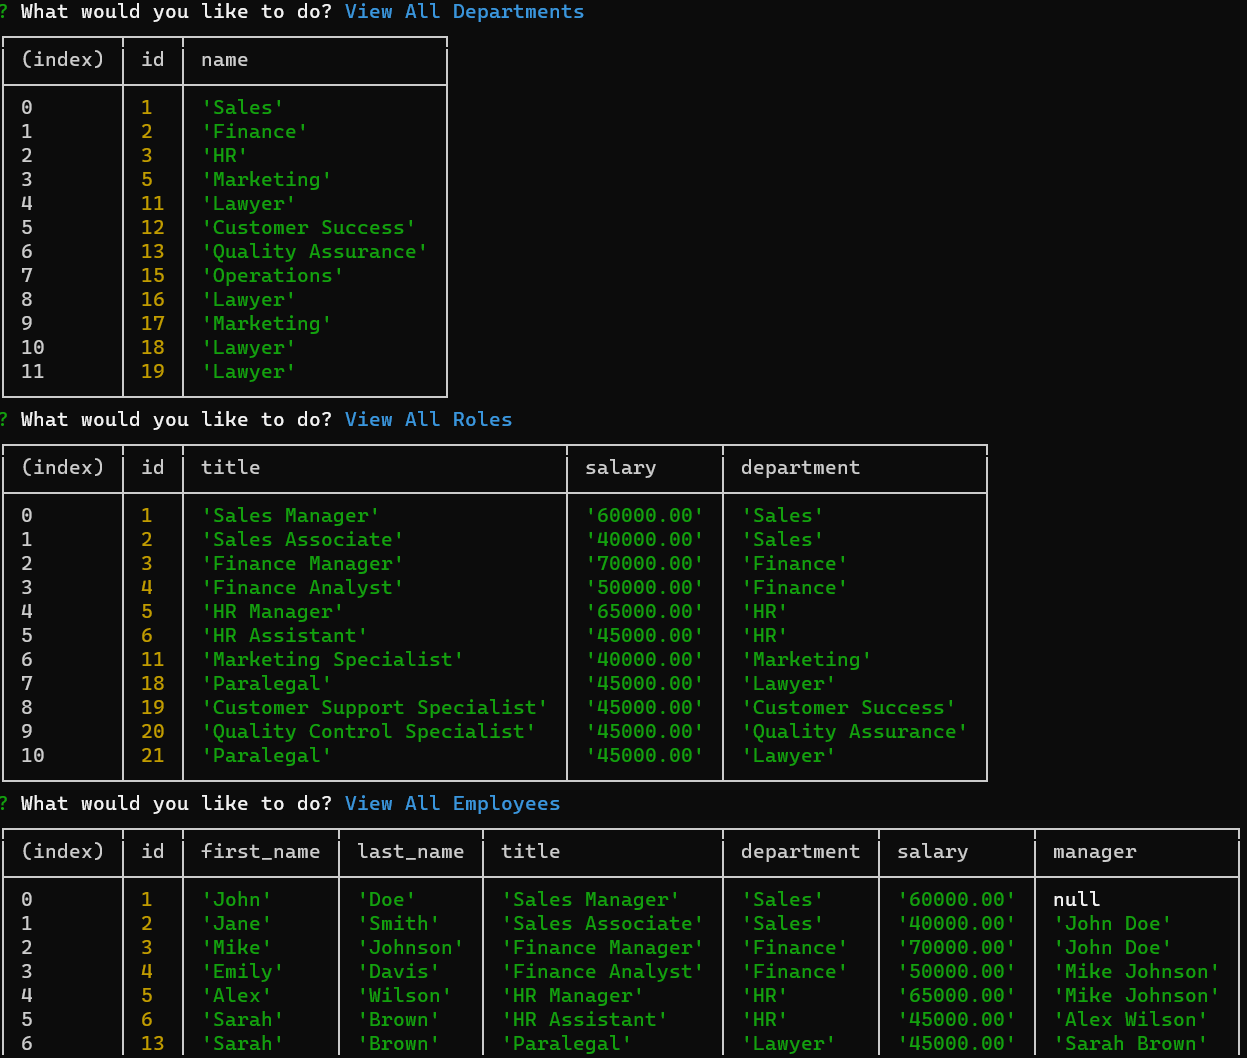 ? What would you like to do? View All Departments
(index) id name
0 1 'Sales'
1 2 'Finance'
2 3 'HR'
3 5 'Marketing'
4 11 'Lawyer'
5 12 'Customer Success'
6 13 'Quality Assurance'
7 15 'Operations'
8 16 'Lawyer'
9 17 'Marketing'
10 18 'Lawyer'
11 19 'Lawyer'
? What would you like to do? View All Roles
(index) id title salary department
0 1 'Sales Manager' '60000.00' 'Sales'
1 2 'Sales Associate' '40000.00' 'Sales'
2 3 'Finance Manager' '70000.00' 'Finance'
3 4 'Finance Analyst' '50000.00' 'Finance'
4 5 'HR Manager' '65000.00' 'HR'
5 6 'HR Assistant' '45000.00' 'HR'
6 11 'Marketing Specialist' '40000.00' 'Marketing'
7 18 'Paralegal' '45000.00' 'Lawyer'
8 19 'Customer Support Specialist' '45000.00' 'Customer Success'
9 20 'Quality Control Specialist' '45000.00' 'Quality Assurance'
10 21 'Paralegal' '45000.00' 'Lawyer'
? What would you like to do? View All Employees
(index) id first_name last_name title department salary manager
0 1 'John' 'Doe' 'Sales Manager' 'Sales' '60000.00' null
1 2 'Jane' 'Smith' 'Sales Associate' 'Sales' '40000.00' 'John Doe'
2 3 'Mike' 'Johnson' 'Finance Manager' 'Finance' '70000.00' 'John Doe'
3 4 'Emily' 'Davis' 'Finance Analyst' 'Finance' '50000.00' 'Mike Johnson'
4 5 'Alex' 'Wilson' 'HR Manager' 'HR' '65000.00' 'Mike Johnson'
5 6 'Sarah' 'Brown' 'HR Assistant' 'HR' '45000.00' 'Alex Wilson'
6 13 'Sarah' 'Brown' 'Paralegal' 'Lawyer' '45000.00' 'Sarah Brown'